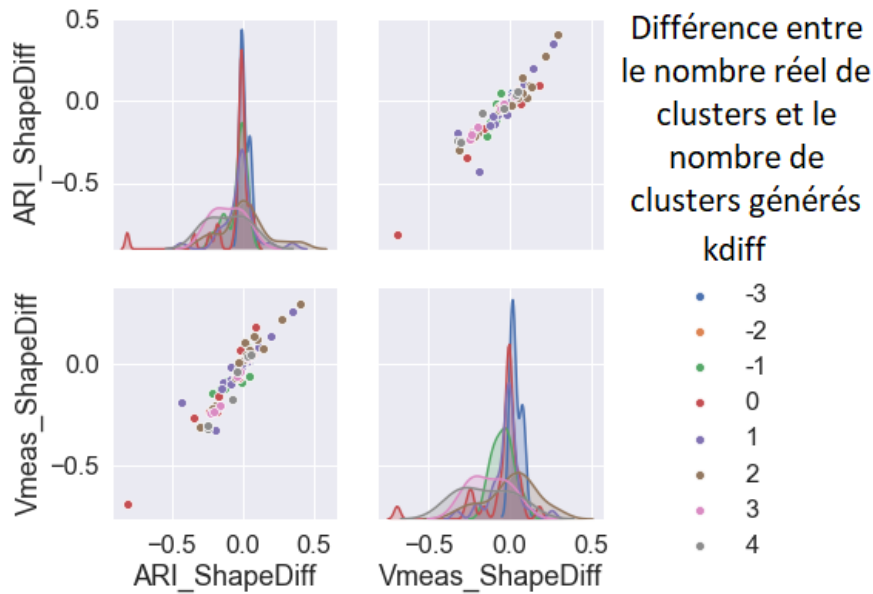 0.5
0.0
−0.5
ARI_ShapeDiff
0.0
−0.5
Vmeas_ShapeDiff
−0.5 0.0 0.5
ARI_ShapeDiff
−0.5 0.0 0.5
Vmeas_ShapeDiff
Différence entre
le nombre réel de
clusters et le
nombre de
clusters générés
kdiff
-3
-2
-1
0
1
2
3
4